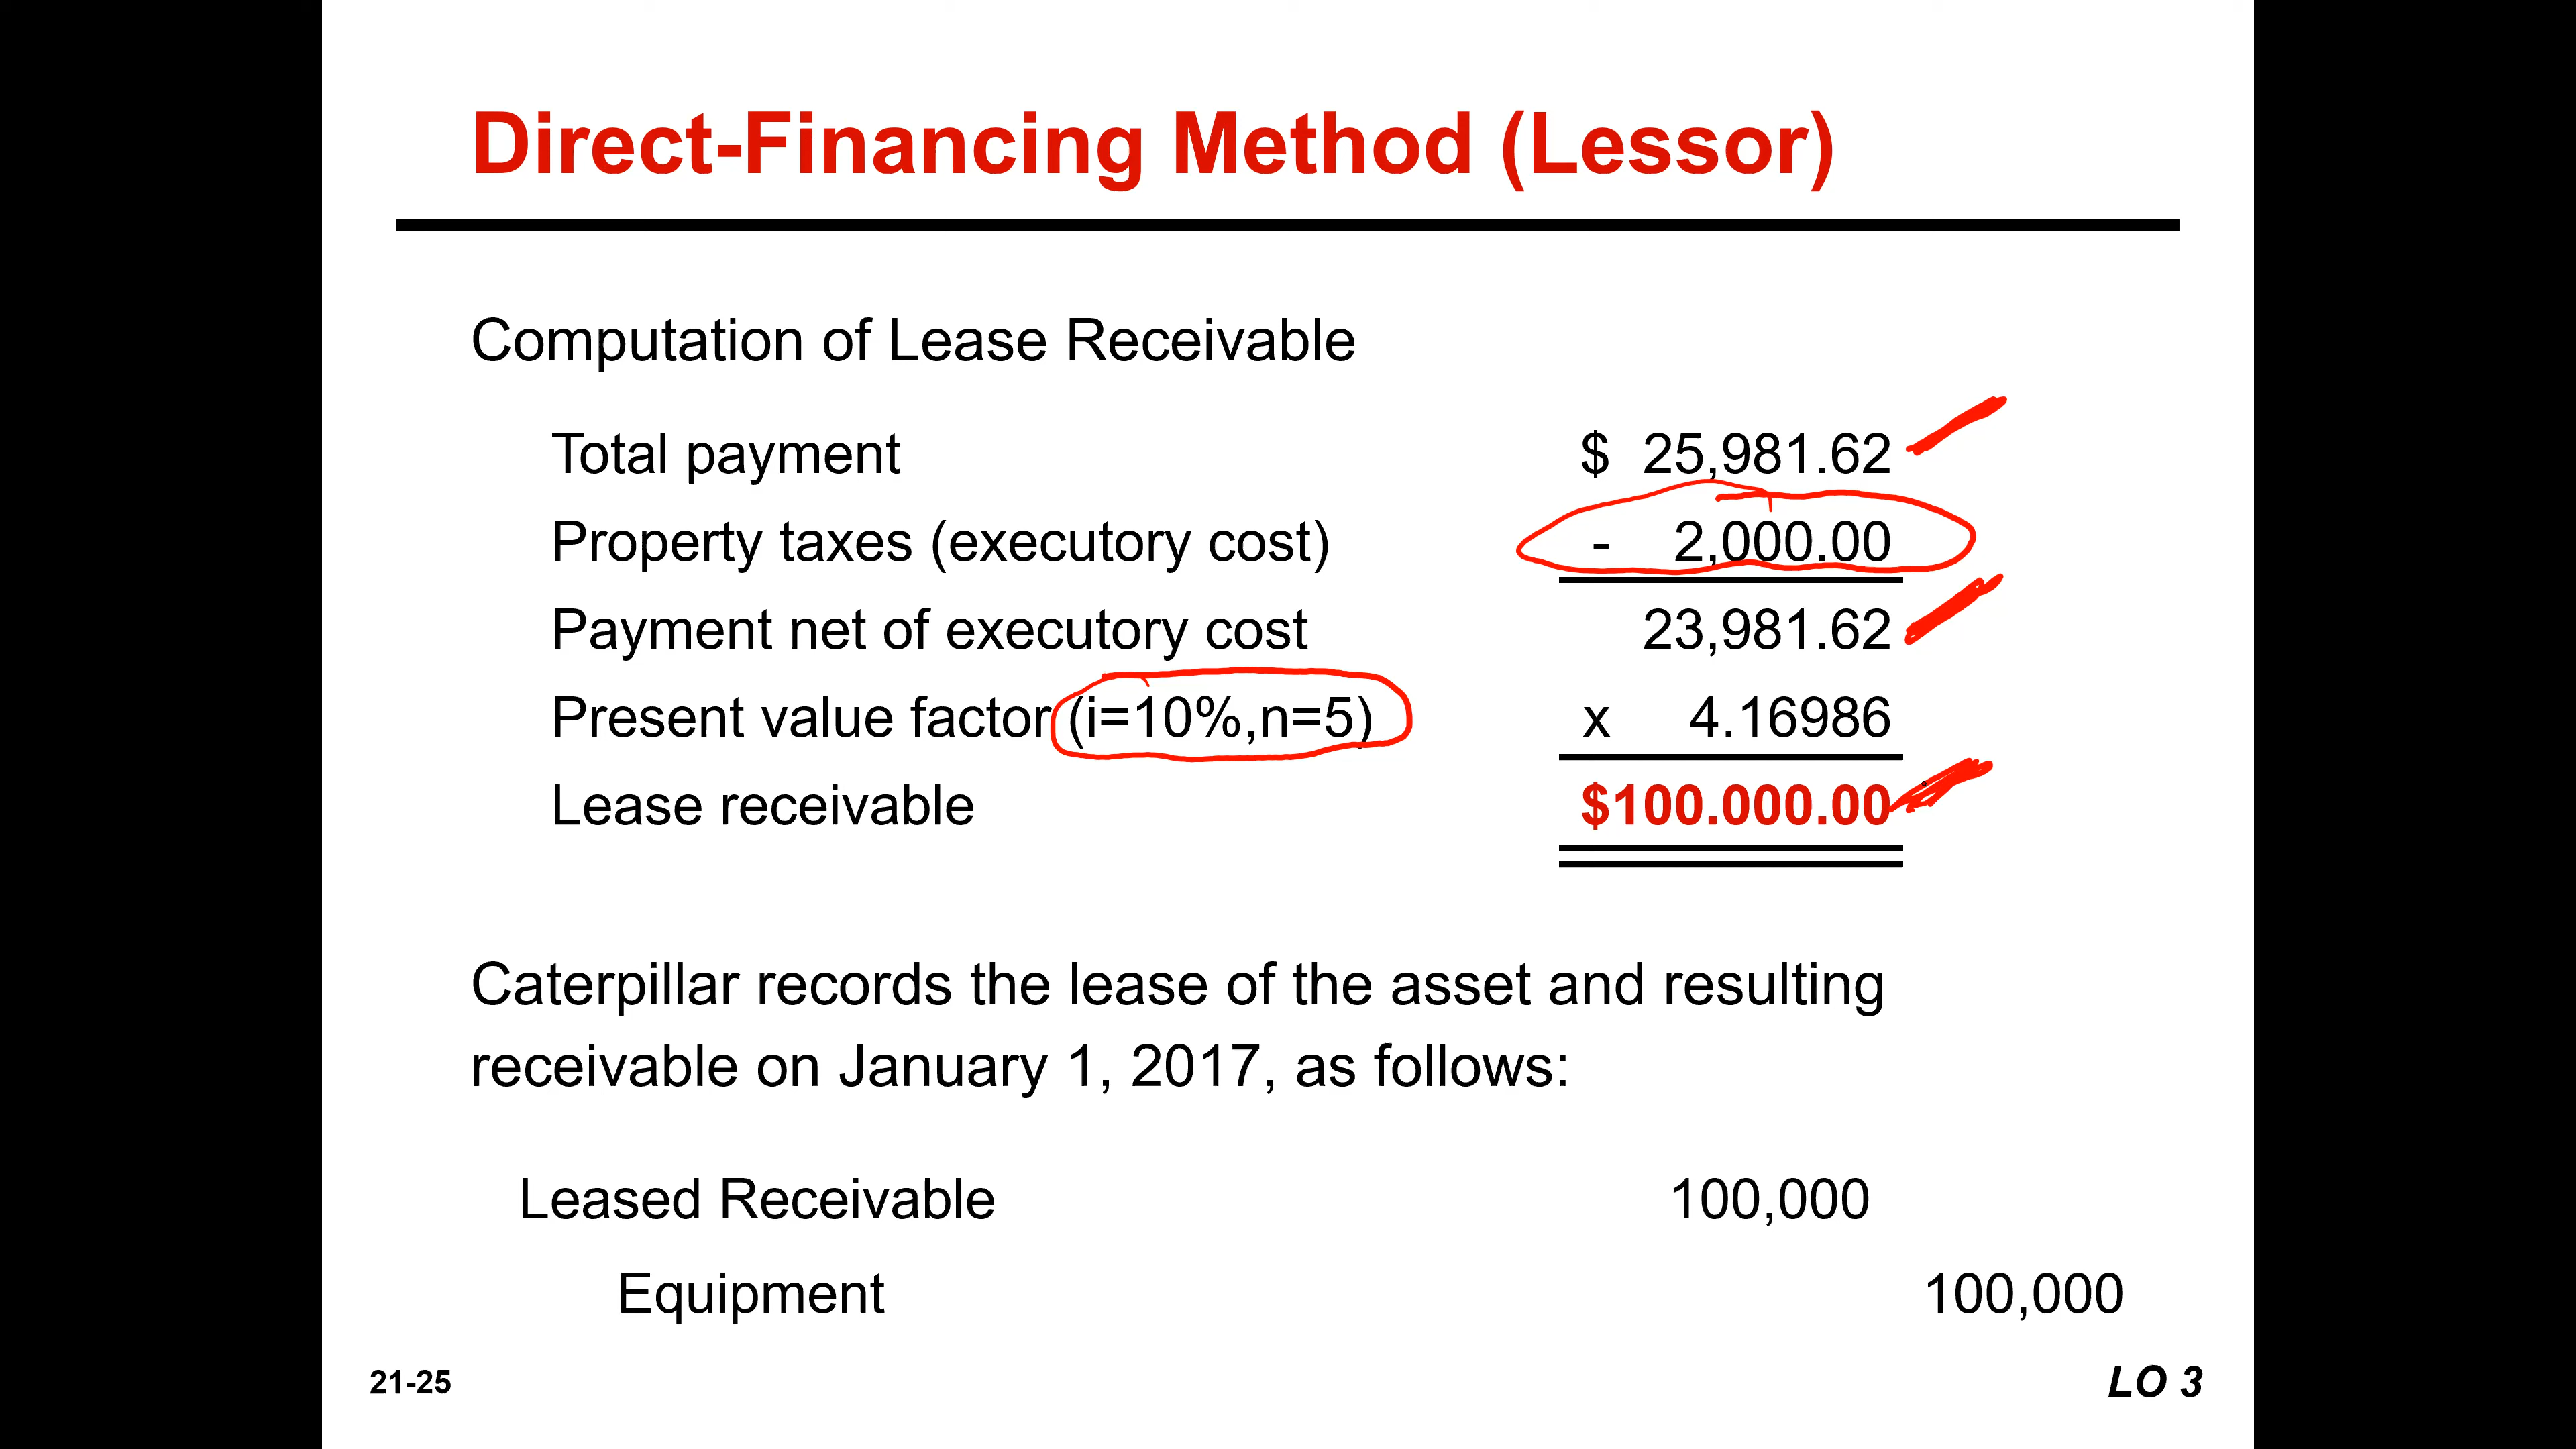 Direct-Financing Method (Lessor)
Computation of Lease Receivable
Total payment $ 25,981.62
Property taxes (executory cost) - 2,000.00
Payment net of executory cost 23,981.62
Present value factor (i=10%,n=5) x 4.16986
Lease receivable $100.000.00
Caterpillar records the lease of the asset and resulting
receivable on January 1, 2017, as follows:
Leased Receivable 100,000
Equipment 100,000
21-25 LO 3